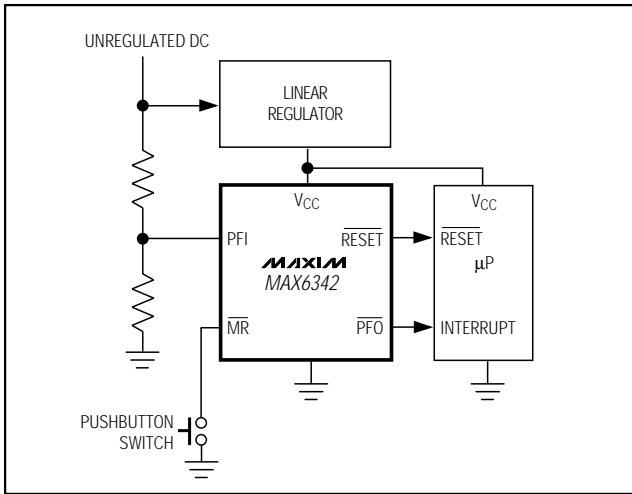 UNREGULATED DC
LINEAR
REGULATOR
VCC
VCC
PFI
RESET
RESET
MAXIM
MAX6342
µP
MR
PFO
INTERRUPT
PUSHBUTTON
SWITCH